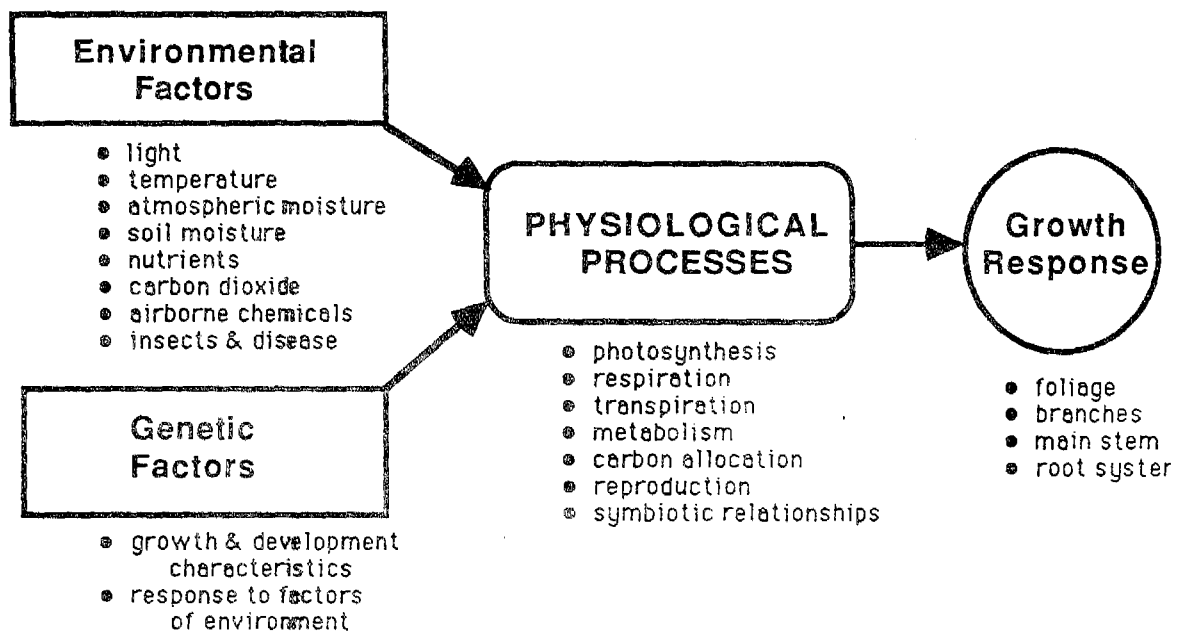 Environmental
Factors
• light
• temperature
• atmospheric moisture
• soil moisture
• nutrients
• carbon dioxide
• airborne chemicals
• insects & disease
Genetic
Factors
• growth & development
characteristics
• response to factors
of environment
PHYSIOLOGICAL
PROCESSES
• photosynthesis
• respiration
• transpiration
• metabolism
• carbon allocation
• reproduction
• symbiotic relationships
Growth
Response
• foliage
• branches
• main stem
• root syster